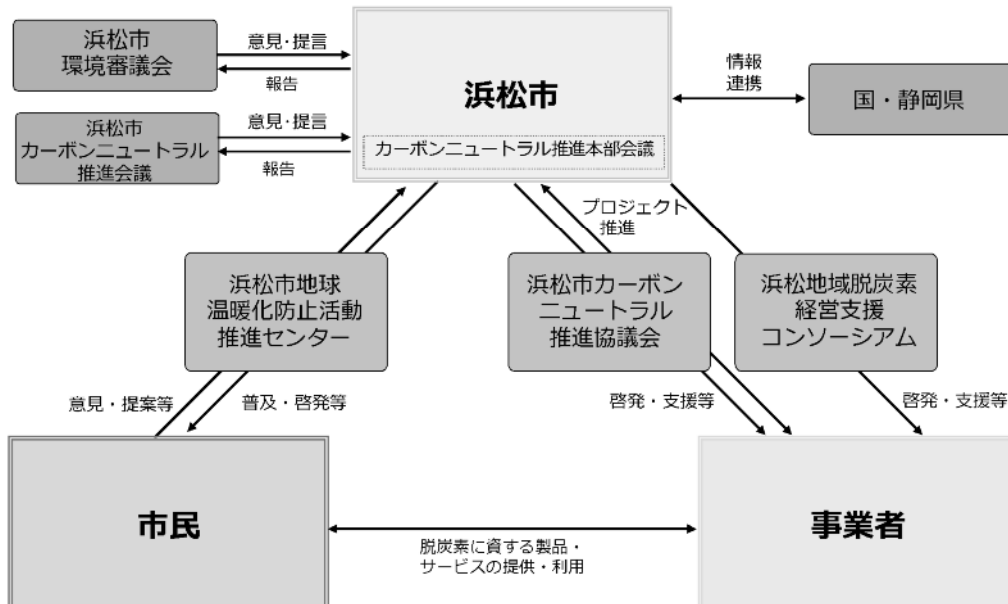 浜松市
環境審議会
意見・提言
報告
浜松市
カーボンニュートラル
推進会議
意見・提言
報告
浜松市
カーボンニュートラル推進本部会議
情報
連携
国・静岡県
プロジェクト
推進
浜松市地球
温暖化防止活動
推進センター
浜松市カーボン
ニュートラル
推進協議会
浜松地域脱炭素
経営支援
コンソーシアム
意見・提案等
普及・啓発等
啓発・支援等
啓発・支援等
市民
事業者
脱炭素に資する製品・
サービスの提供・利用